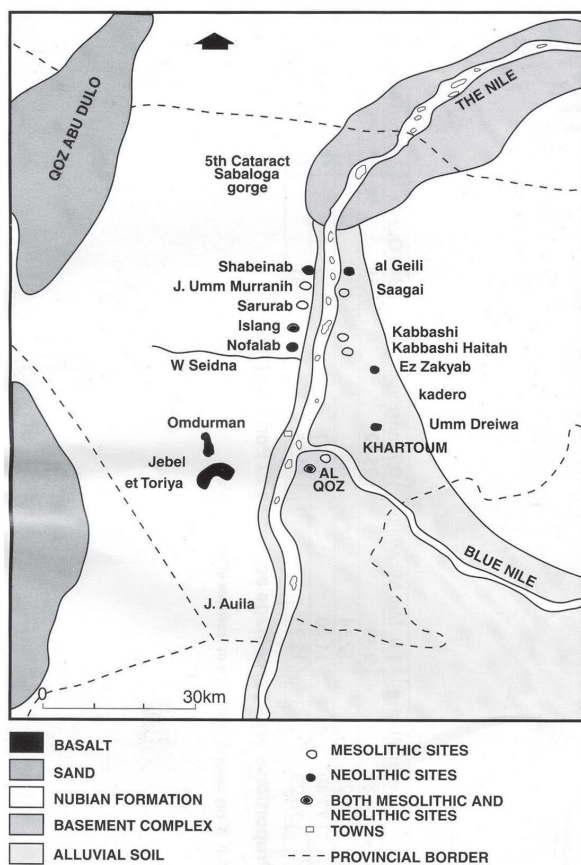 QOZ ABU DULO
THE NILE
5th Cataract
Sabaloga
gorge
Shabeinab
al Geili
J. Umm Murranih
Saagai
Sarurab
Islang
Kabbashi
Nofalab
Kabbashi Haitah
W Seidna
Ez Zakyab
kadero
Omdurman
Umm Dreiwa
KHARTOUM
Jebel
et Toriya
AL
QOZ
BLUE NILE
J. Auila
0
30km
BASALT
SAND
NUBIAN FORMATION
BASEMENT COMPLEX
ALLUVIAL SOIL
MESOLITHIC SITES
NEOLITHIC SITES
BOTH MESOLITHIC AND
NEOLITHIC SITES
TOWNS
PROVINCIAL BORDER